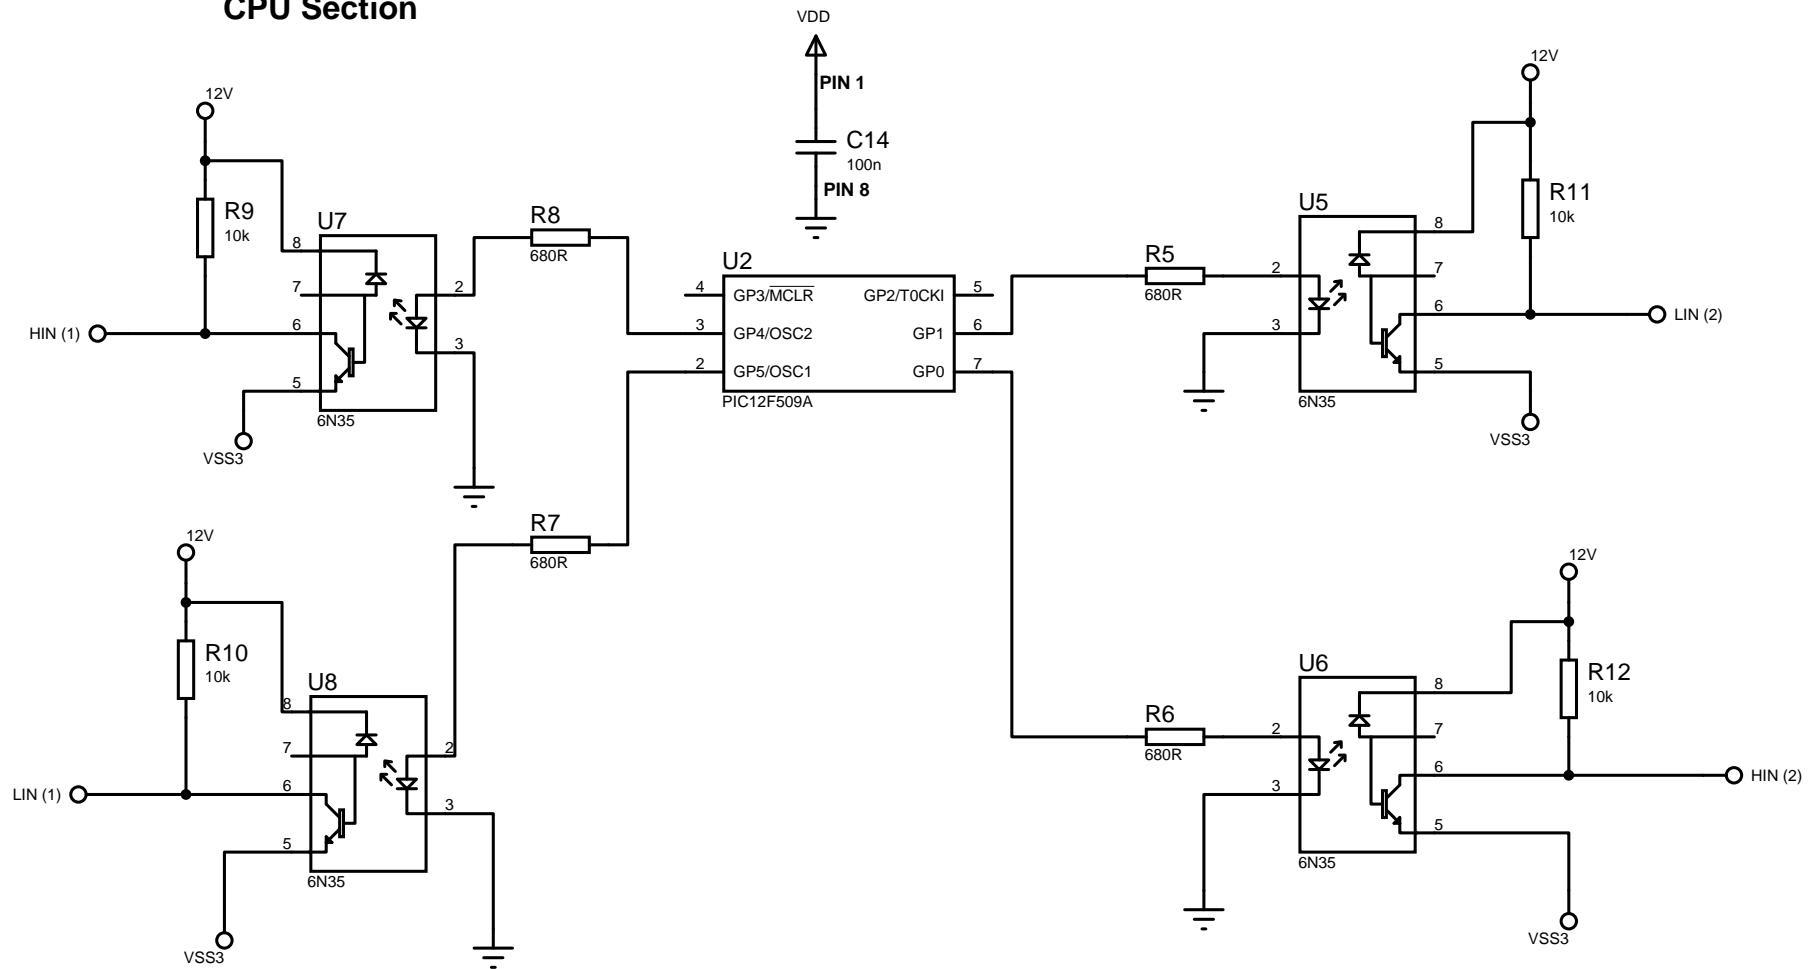 CPU Section
VDD
PIN 1
C14
100n
PIN 8
12V
R9
10k
U7
8
7
6
5
2
3
6N35
HIN (1)
VSS3
R8
680R
U2
4 GP3/MCLR GP2/T0CKI 5
3 GP4/OSC2 GP1 6
2 GP5/OSC1 GP0 7
PIC12F509A
R5
680R
12V
R11
10k
U5
2
3
8
7
6
5
6N35
LIN (2)
VSS3
12V
R10
10k
U8
8
7
6
5
2
3
6N35
LIN (1)
VSS3
R7
680R
R6
680R
12V
R12
10k
U6
2
3
8
7
6
5
6N35
HIN (2)
VSS3